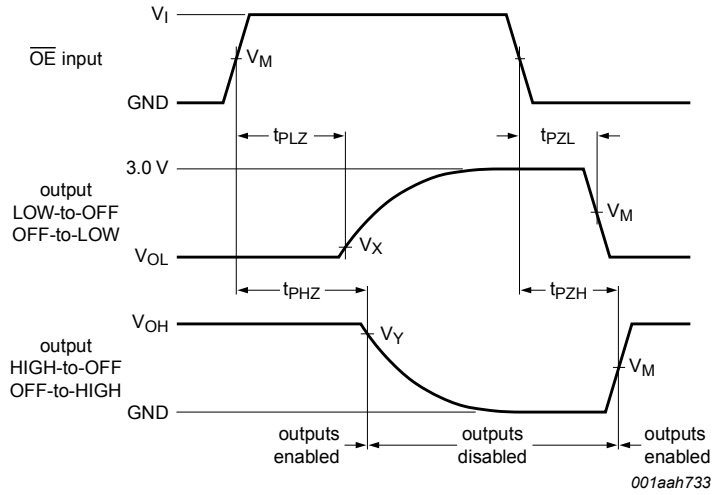 V_I
O̅E̅ input
V_M
GND
t_PLZ
t_PZL
3.0 V
output
LOW-to-OFF
OFF-to-LOW
V_M
V_X
V_OL
t_PHZ
t_PZH
V_OH
V_Y
output
HIGH-to-OFF
OFF-to-HIGH
V_M
GND
outputs
enabled
outputs
disabled
outputs
enabled
001aah733